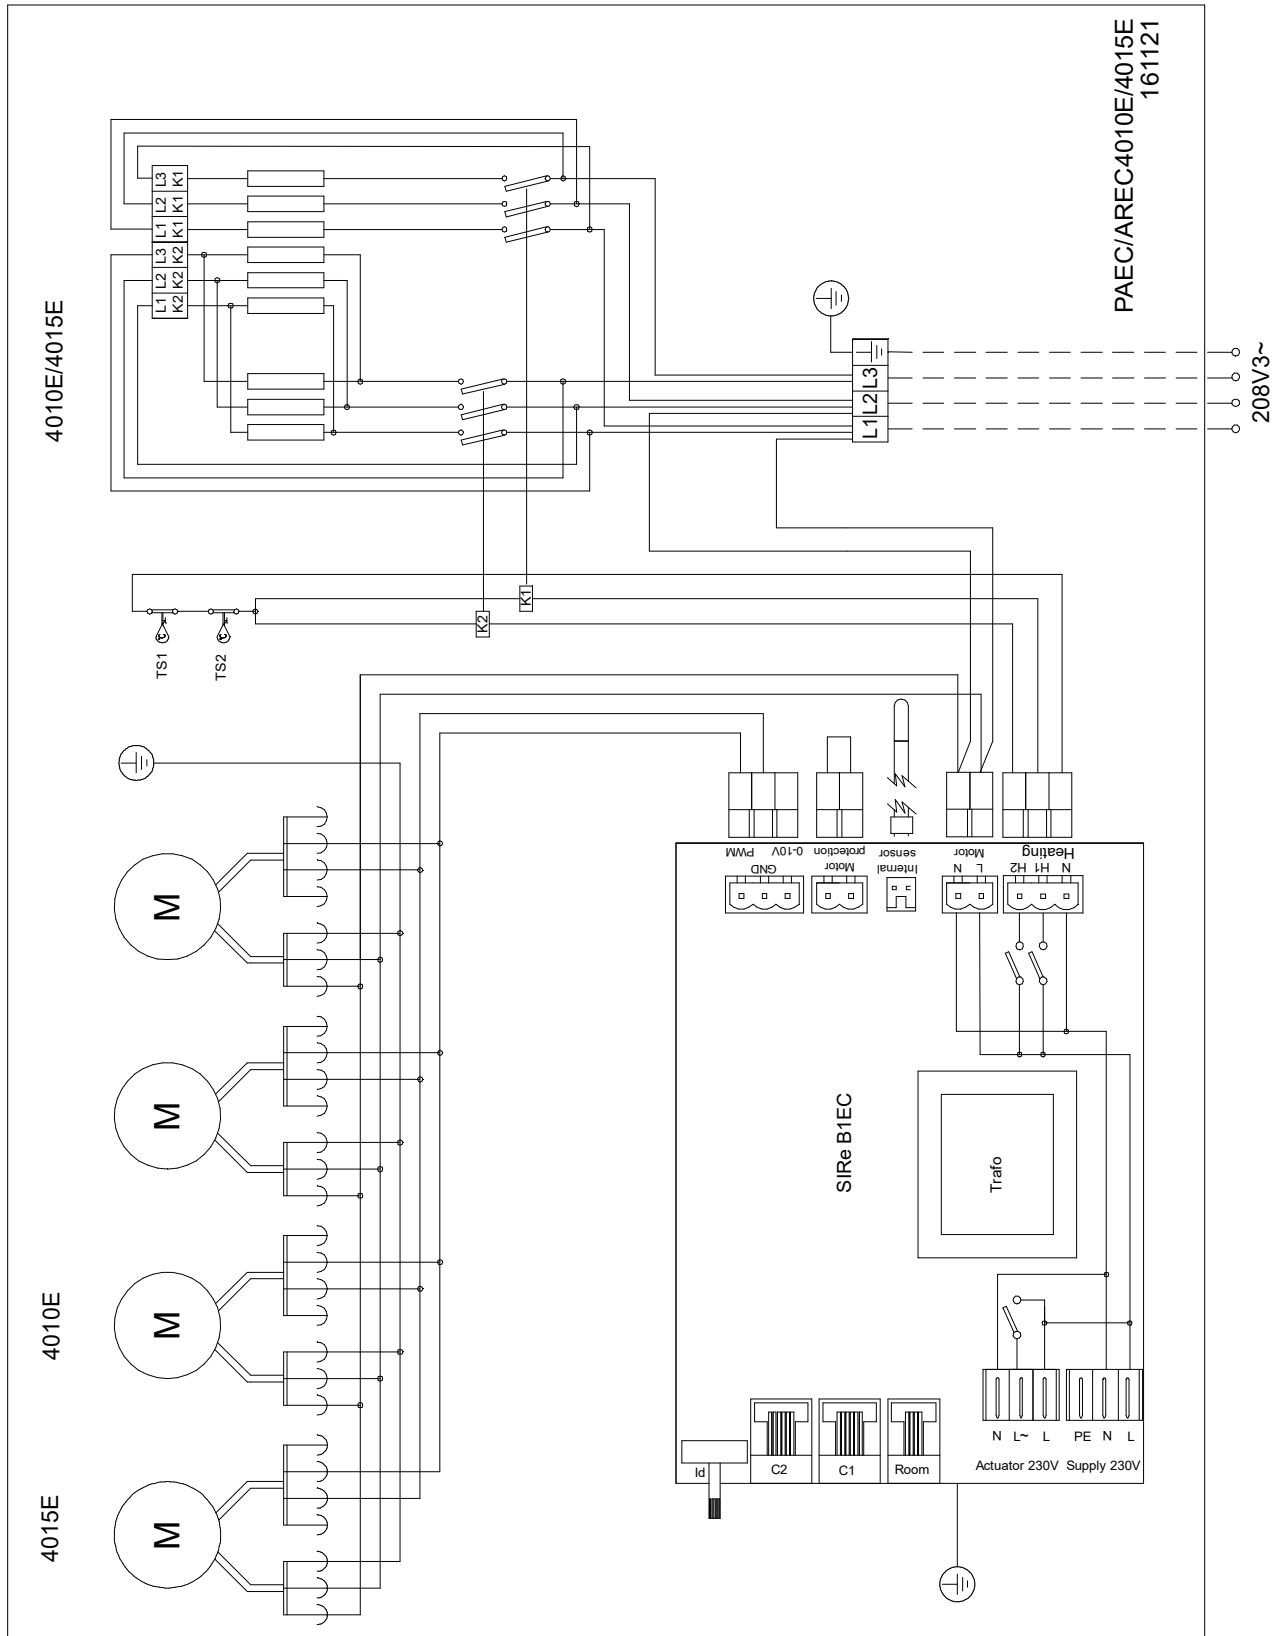 PAEC/AREC4010E/4015E
161121
4010E/4015E
L3 K1
L2 K1
L1 K1
L3 K2
L2 K2
L1 K2
L3
L2
L1
208V3~
K1
K2
TS1
TS2
M
M
M
M
4010E
4015E
PWM
0-10V
GND
Motor
protection
Internal
sensor
Motor
N
L
Heating
H2
H1
N
SIRe B1EC
Trafo
Id
C2
C1
Room
N L~ L
Actuator 230V
PE N L
Supply 230V